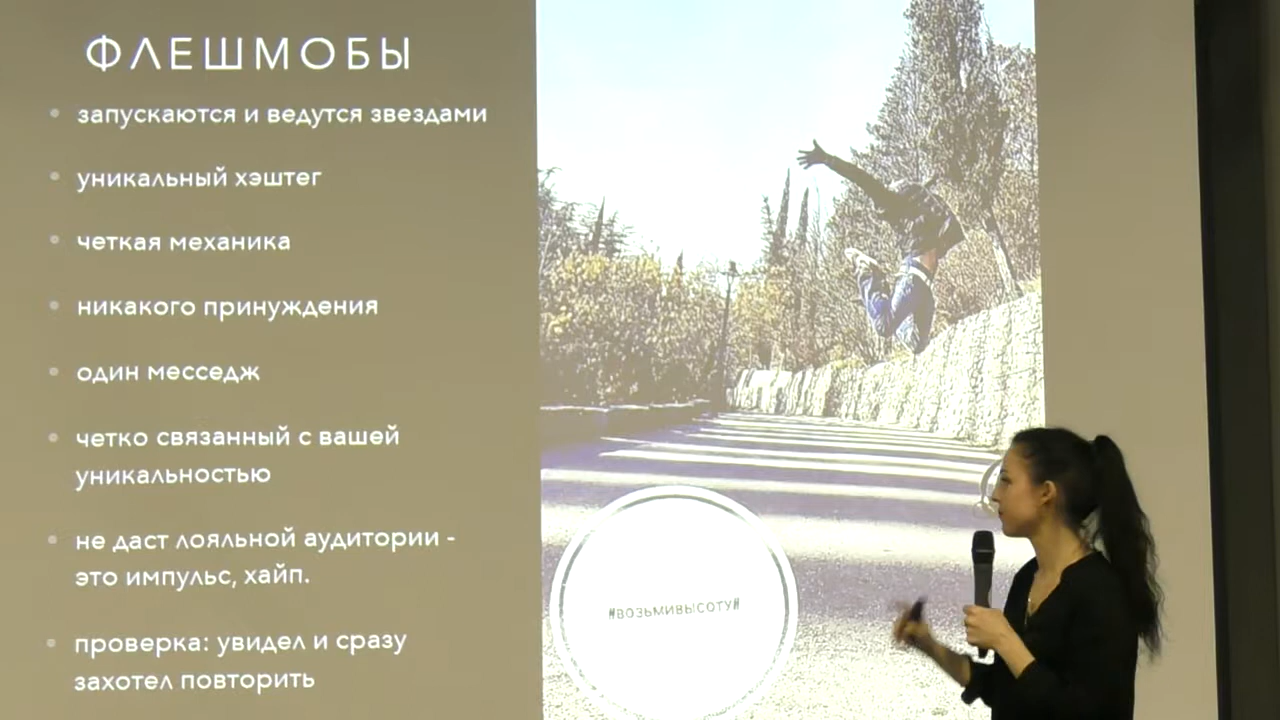 ФЛЕШМОБЫ
запускаются и ведутся звездами
уникальный хэштег
четкая механика
никакого принуждения
один месседж
четко связанный с вашей
уникальностью
не даст лояльной аудитории -
это импульс, хайп.
проверка: увидел и сразу
захотел повторить
#ВОЗЬМИВЫСОТУ#